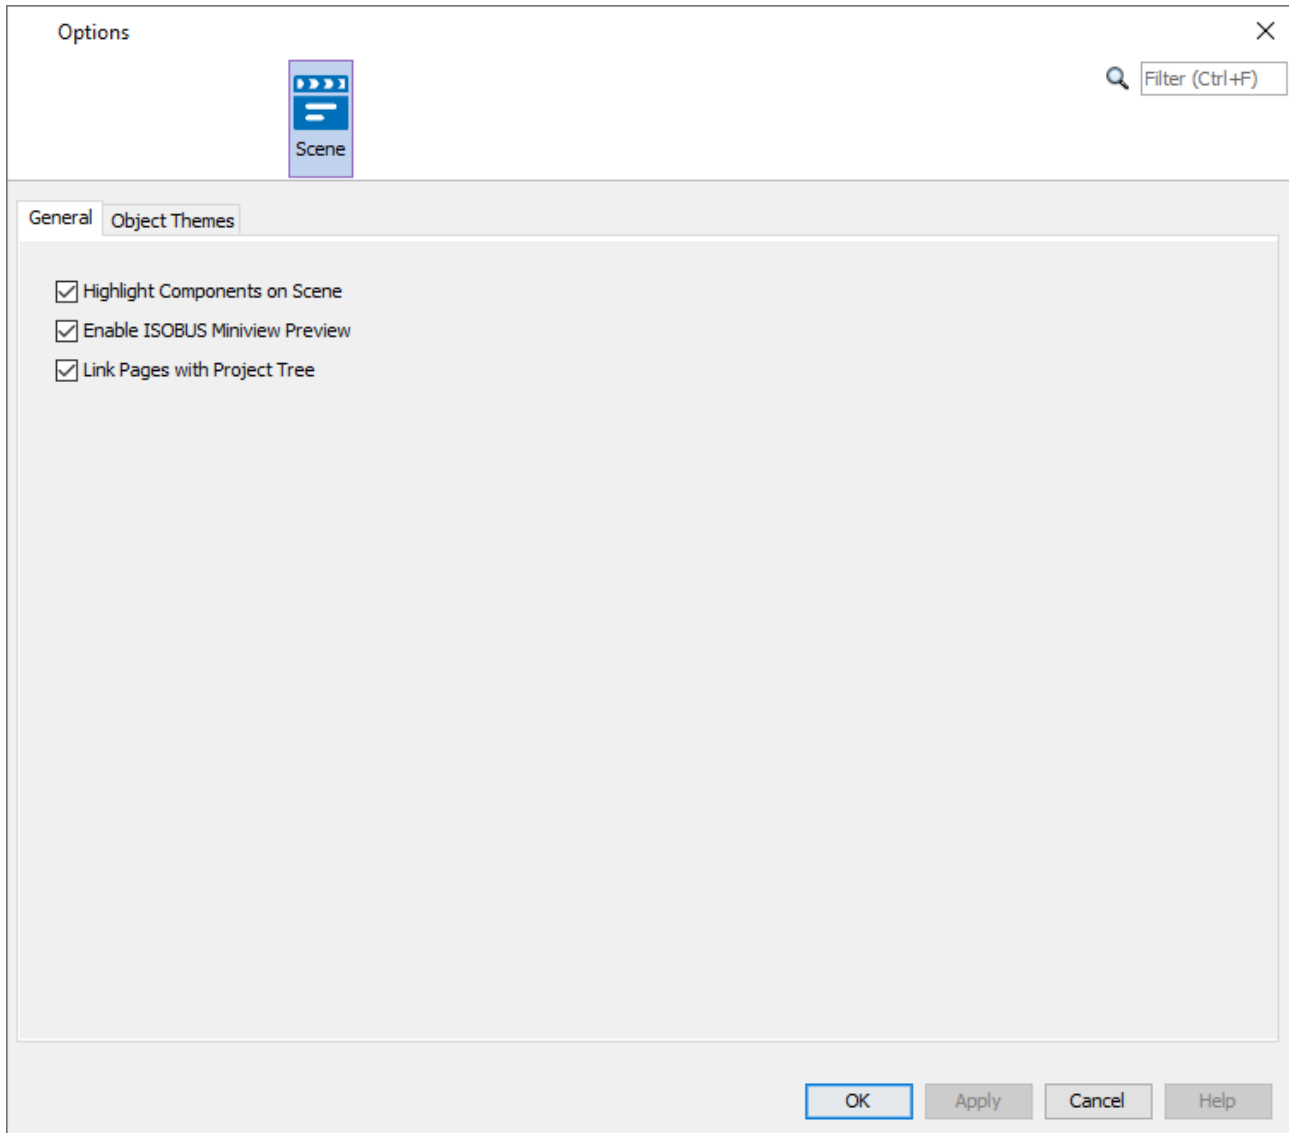 Options
Filter (Ctrl+F)
Scene
General
Object Themes
Highlight Components on Scene
Enable ISOBUS Miniview Preview
Link Pages with Project Tree
OK
Apply
Cancel
Help